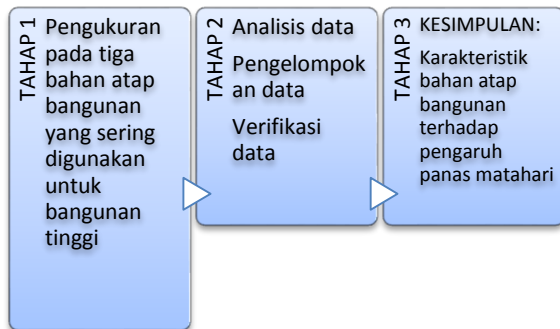 TAHAP 1
Pengukuran
pada tiga
bahan atap
bangunan
yang sering
digunakan
untuk
bangunan
tinggi
TAHAP 2
Analisis data
Pengelompok
an data
Verifikasi
data
TAHAP 3
KESIMPULAN:
Karakteristik
bahan atap
bangunan
terhadap
pengaruh
panas matahari